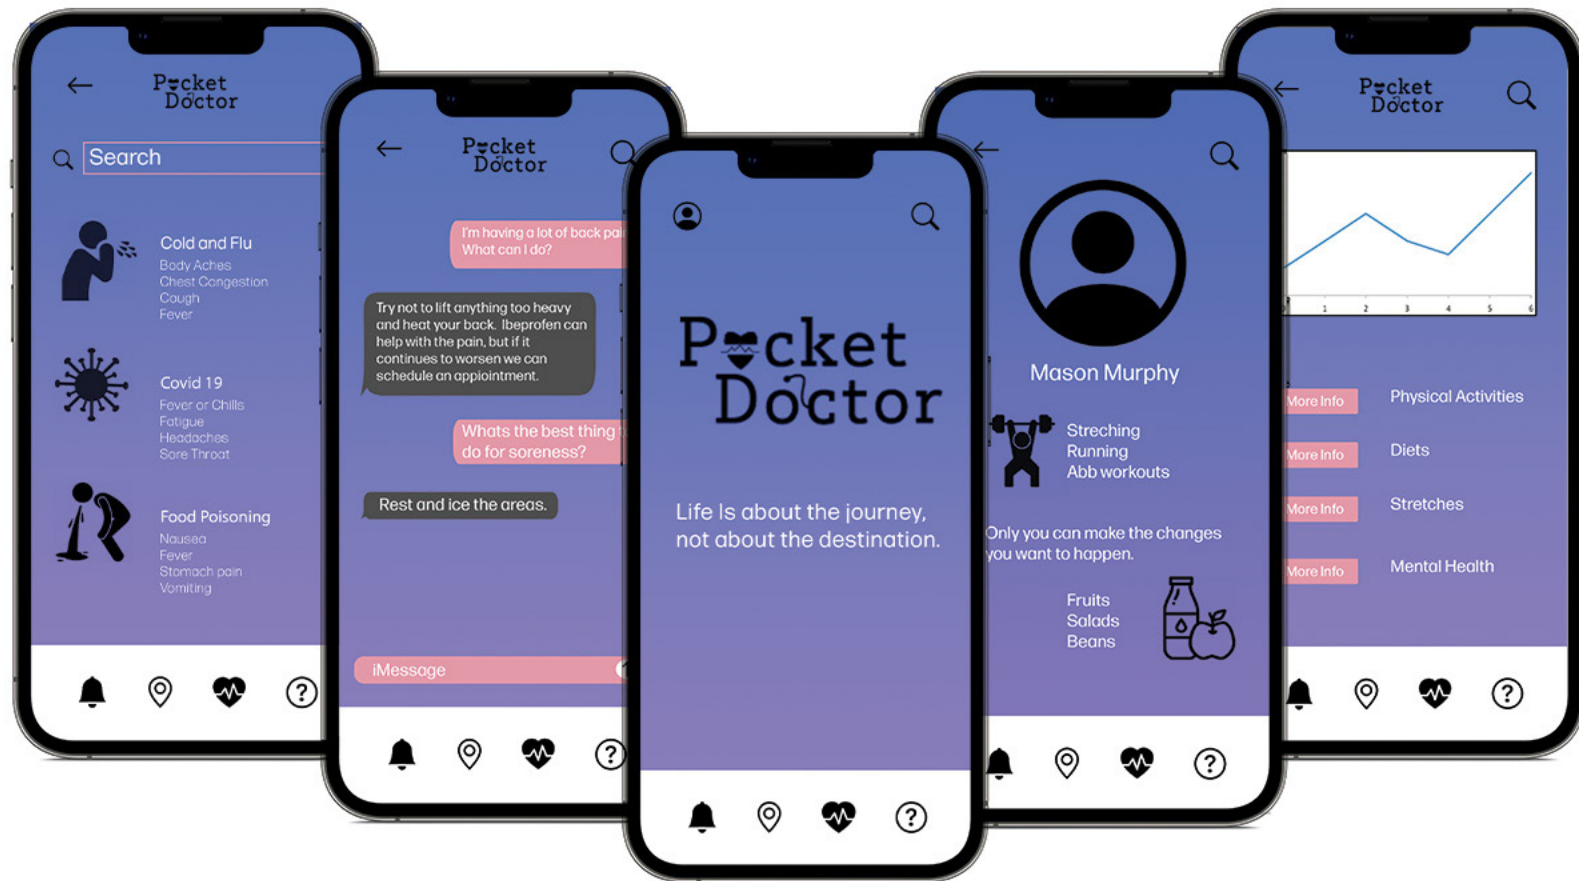 Pocket
Doctor
Search
Cold and Flu
Body Aches
Chest Congestion
Cough
Fever
Covid 19
Fever or Chills
Fatigue
Headaches
Sore Throat
Food Poisoning
Nausea
Fever
Stomach pain
Vomiting
Pocket
Doctor
I'm having a lot of back
What can I do?
Try not to lift anything too heavy
and heat your back. Ibeprofen can
help with the pain, but if it
continues to worsen we can
schedule an appiointment.
Whats the best thing
do for soreness?
Rest and ice the areas.
iMessage
Pocket
Doctor
Life Is about the journey,
not about the destination.
Mason Murphy
Streching
Running
Abb workouts
Only you can make the changes
you want to happen.
Fruits
Salads
Beans
Pocket
Doctor
1 2 3 4 5 6
More Info Physical Activities
More Info Diets
More Info Stretches
More Info Mental Health